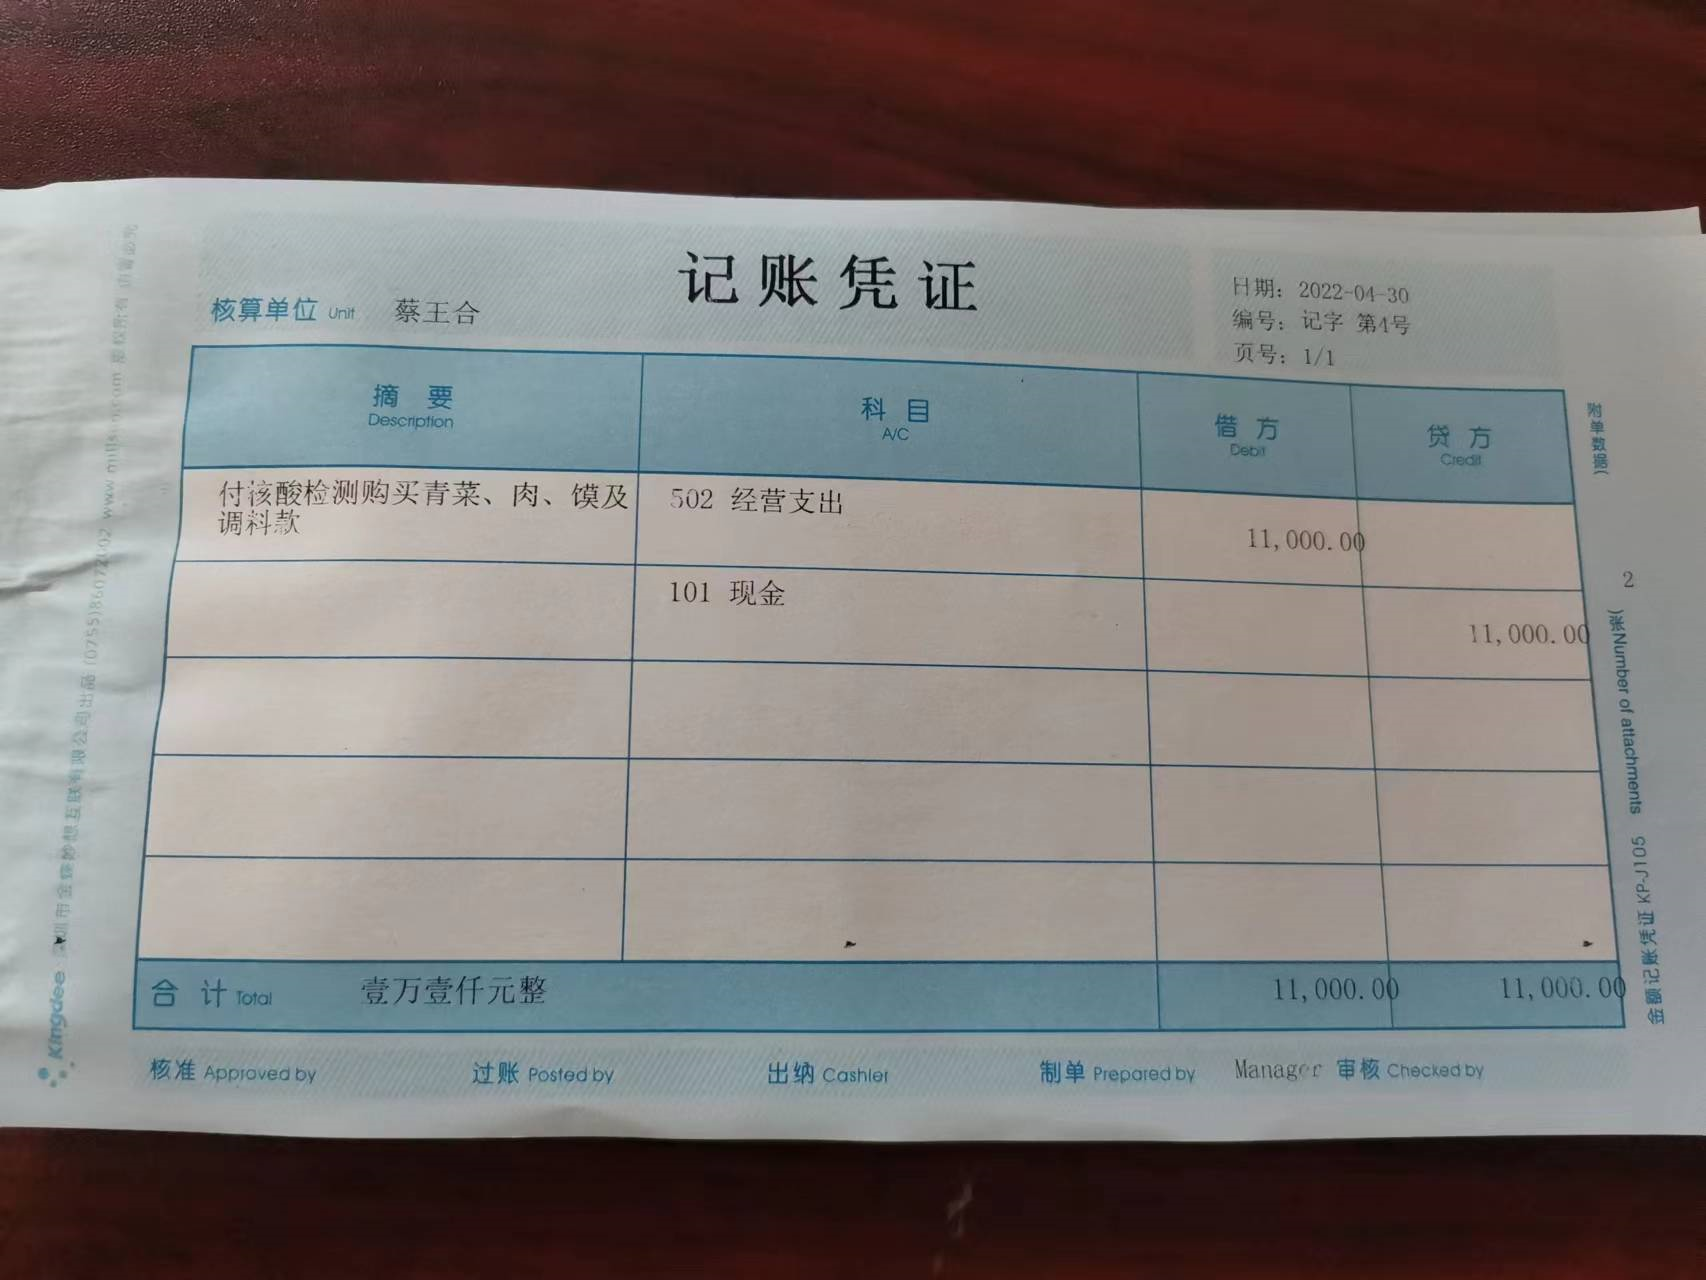 记账凭证
核算单位 Unit 蔡王合
日期: 2022-04-30
编号: 记字 第4号
页号: 1/1
摘 要 科 目 借 方 贷 方
Description A/C Debit Credit
付核酸检测购买青菜、肉、馍及 502 经营支出
调料款
11,000.00
101 现金
11,000.00
合 计 Total 壹万壹仟元整 11,000.00 11,000.00
核准 Approved by 过账 Posted by 出纳 Cashier 制单 Prepared by Manager 审核 Checked by
附单数据(
2
张)Number of attachments
金额记账凭证 KP-J105
Kingdee